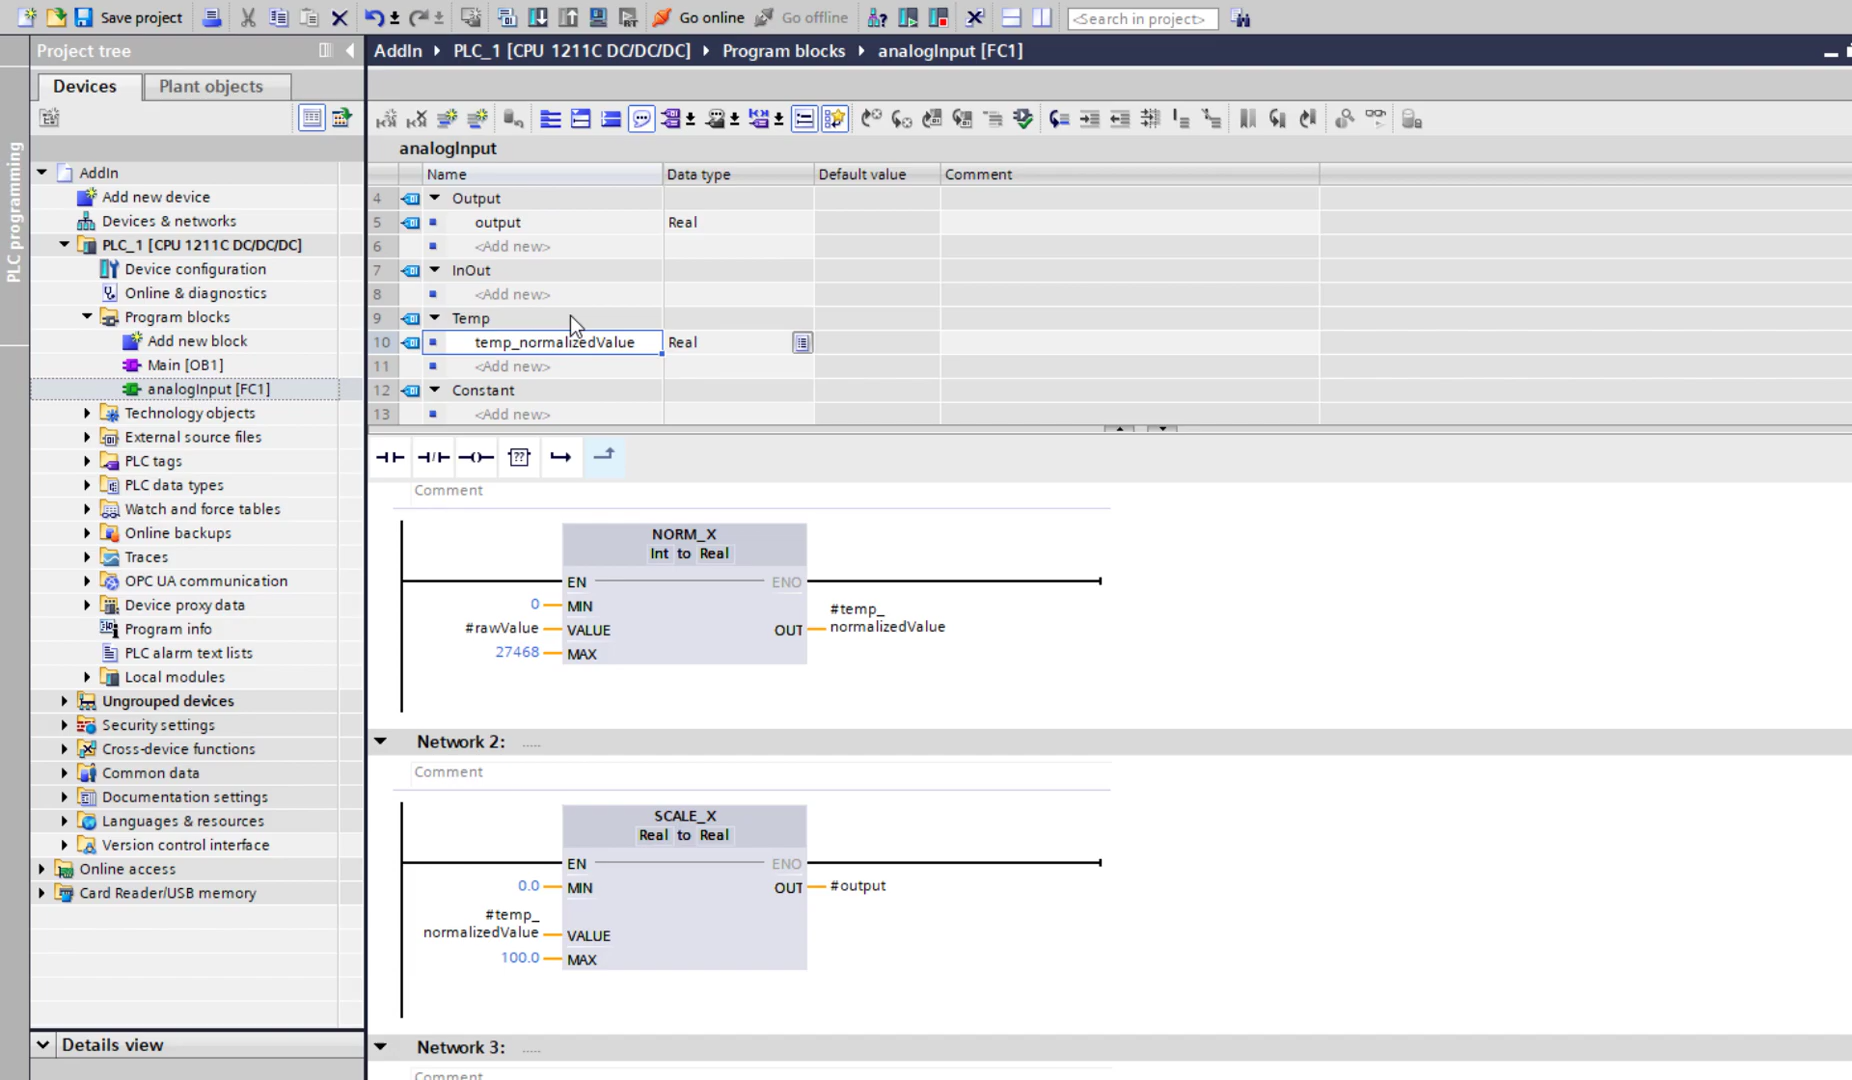 Save project
Go online
Go offline
<Search in project>
Project tree
AddIn
PLC_1 [CPU 1211C DC/DC/DC]
Program blocks
analogInput [FC1]
Devices
Plant objects
PLC programming
AddIn
Add new device
Devices & networks
PLC_1 [CPU 1211C DC/DC/DC]
Device configuration
Online & diagnostics
Program blocks
Add new block
Main [OB1]
analogInput [FC1]
Technology objects
External source files
PLC tags
PLC data types
Watch and force tables
Online backups
Traces
OPC UA communication
Device proxy data
Program info
PLC alarm text lists
Local modules
Ungrouped devices
Security settings
Cross-device functions
Common data
Documentation settings
Languages & resources
Version control interface
Online access
Card Reader/USB memory
Details view
analogInput
Name Data type Default value Comment
4 Output
5 output Real
6 <Add new>
7 InOut
8 <Add new>
9 Temp
10 temp_normalizedValue Real
11 <Add new>
12 Constant
13 <Add new>
??
Comment
NORM_X
Int to Real
EN ENO
0 MIN
#rawValue VALUE
27468 MAX
OUT
#temp_
normalizedValue
Network 2: .....
Comment
SCALE_X
Real to Real
EN ENO
0.0 MIN OUT #output
#temp_
normalizedValue VALUE
100.0 MAX
Network 3: .....
Comment